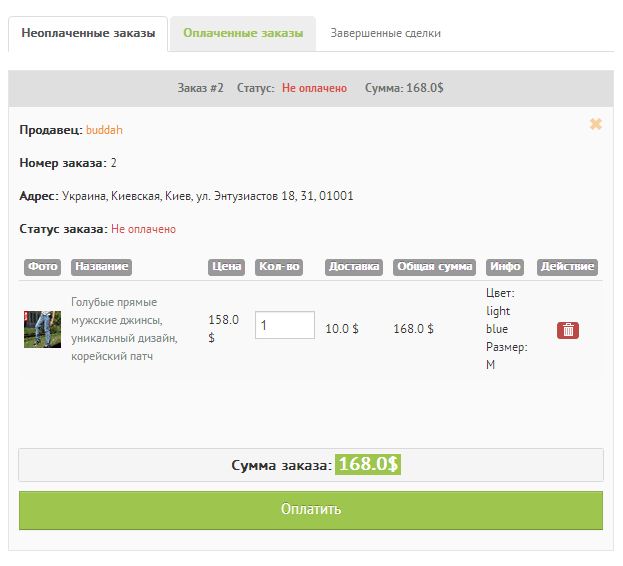 Неоплаченные заказы Оплаченные заказы Завершенные сделки
Заказ #2 Статус: Не оплачено Сумма: 168.0$
Продавец: buddah
Номер заказа: 2
Адрес: Украина, Киевская, Киев, ул. Энтузиастов 18, 31, 01001
Статус заказа: Не оплачено
Фото Название Цена Кол-во Доставка Общая сумма Инфо Действие
Голубые прямые
мужские джинсы,
уникальный дизайн,
корейский патч
158.0
$
1
10.0 $
168.0 $
Цвет:
light
blue
Размер:
M
Сумма заказа: 168.0$
Оплатить